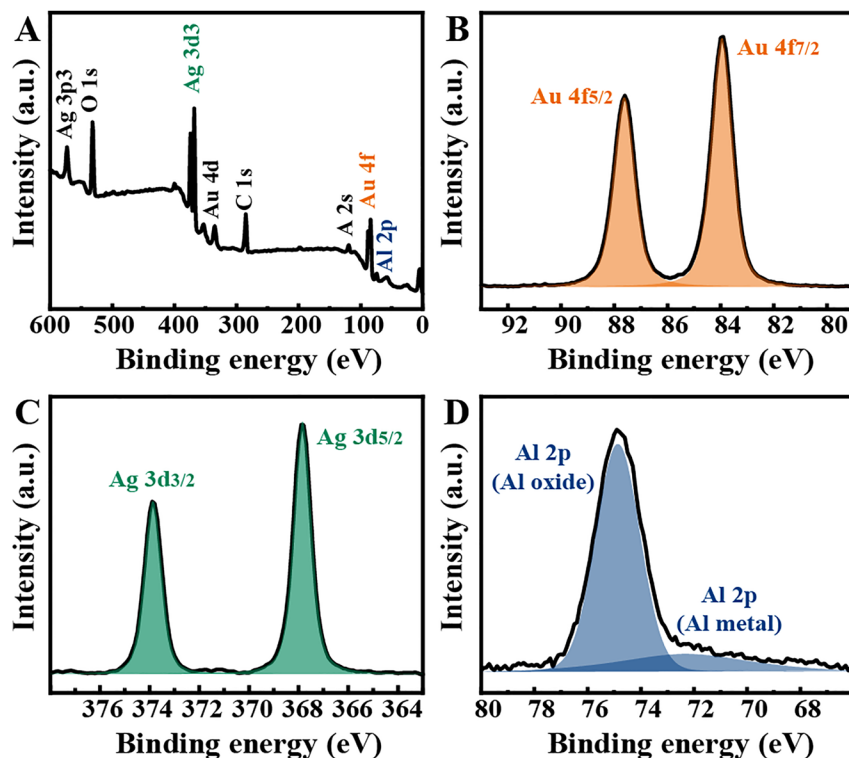 A
Intensity (a.u.)
Ag 3p3
O 1s
Ag 3d3
Au 4d
C 1s
A 2s
Au 4f
Al 2p
600 500 400 300 200 100 0
Binding energy (eV)
B
Intensity (a.u.)
Au 4f7/2
Au 4f5/2
92 90 88 86 84 82 80
Binding energy (eV)
C
Intensity (a.u.)
Ag 3d5/2
Ag 3d3/2
376 374 372 370 368 366 364
Binding energy (eV)
D
Intensity (a.u.)
Al 2p
(Al oxide)
Al 2p
(Al metal)
80 78 76 74 72 70 68
Binding energy (eV)